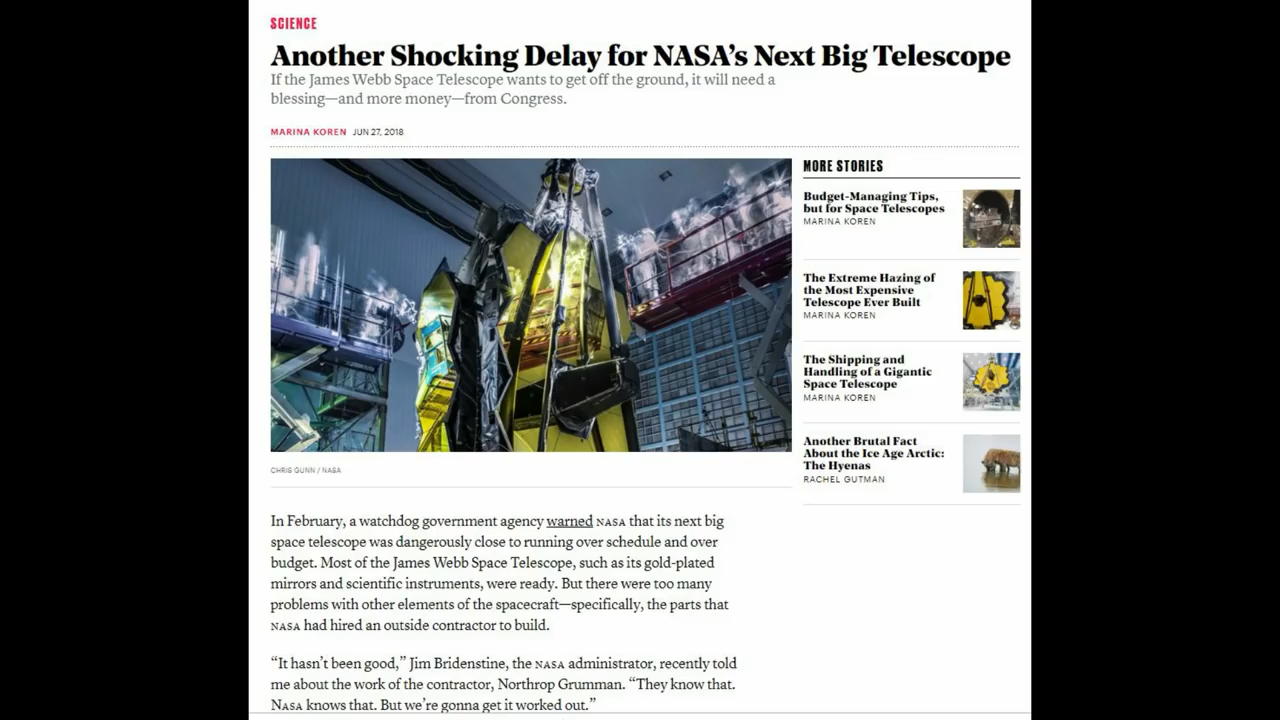 SCIENCE
Another Shocking Delay for NASA's Next Big Telescope
If the James Webb Space Telescope wants to get off the ground, it will need a
blessing—and more money—from Congress.
MARINA KOREN JUN 27, 2018
CHRIS GUNN / NASA
In February, a watchdog government agency warned NASA that its next big
space telescope was dangerously close to running over schedule and over
budget. Most of the James Webb Space Telescope, such as its gold-plated
mirrors and scientific instruments, were ready. But there were too many
problems with other elements of the spacecraft—specifically, the parts that
NASA had hired an outside contractor to build.
“It hasn’t been good,” Jim Bridenstine, the NASA administrator, recently told
me about the work of the contractor, Northrop Grumman. “They know that.
NASA knows that. But we’re gonna get it worked out.”
MORE STORIES
Budget-Managing Tips,
but for Space Telescopes
MARINA KOREN
The Extreme Hazing of
the Most Expensive
Telescope Ever Built
MARINA KOREN
The Shipping and
Handling of a Gigantic
Space Telescope
MARINA KOREN
Another Brutal Fact
About the Ice Age Arctic:
The Hyenas
RACHEL GUTMAN